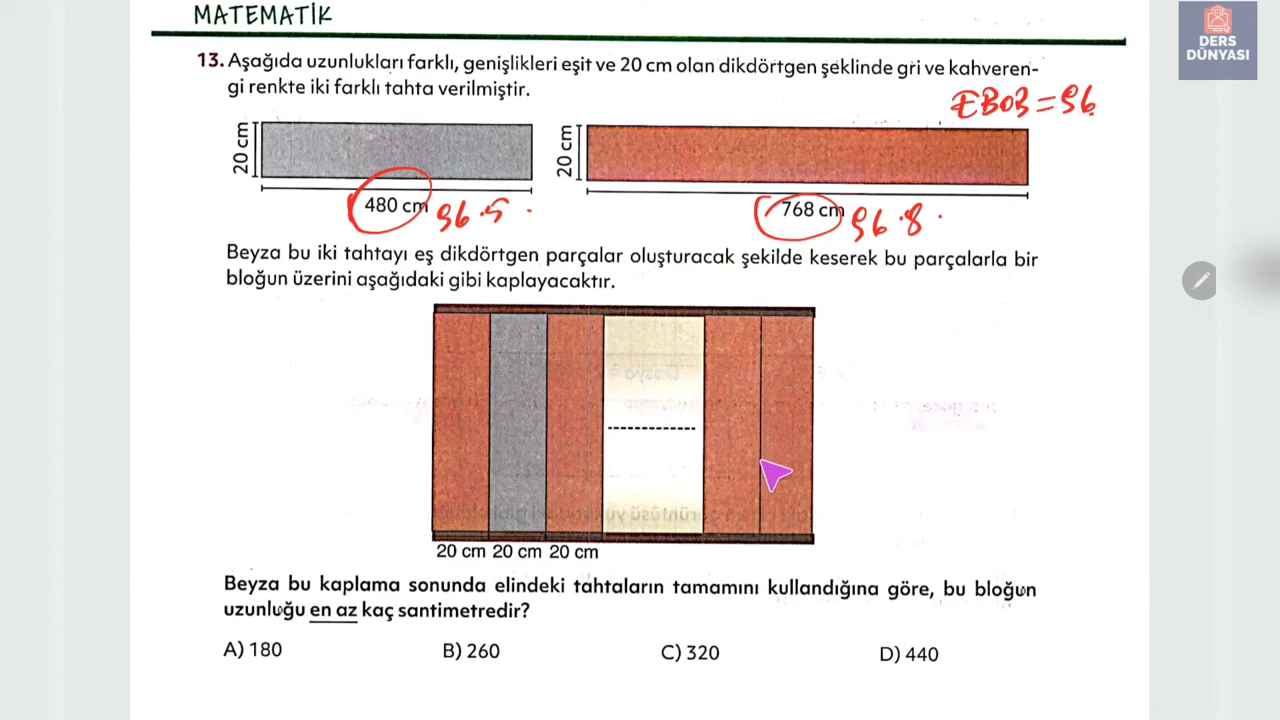 MATEMATİK
DERS
DÜNYASI
13. Aşağıda uzunlukları farklı, genişlikleri eşit ve 20 cm olan dikdörtgen şeklinde gri ve kahveren-
gi renkte iki farklı tahta verilmiştir.
EBOB = 96
20 cm
20 cm
480 cm 96.5
768 cm 96.8
Beyza bu iki tahtayı eş dikdörtgen parçalar oluşturacak şekilde keserek bu parçalarla bir
bloğun üzerini aşağıdaki gibi kaplayacaktır.
20 cm 20 cm 20 cm
Beyza bu kaplama sonunda elindeki tahtaların tamamını kullandığına göre, bu bloğun
uzunluğu en az kaç santimetredir?
A) 180 B) 260 C) 320 D) 440